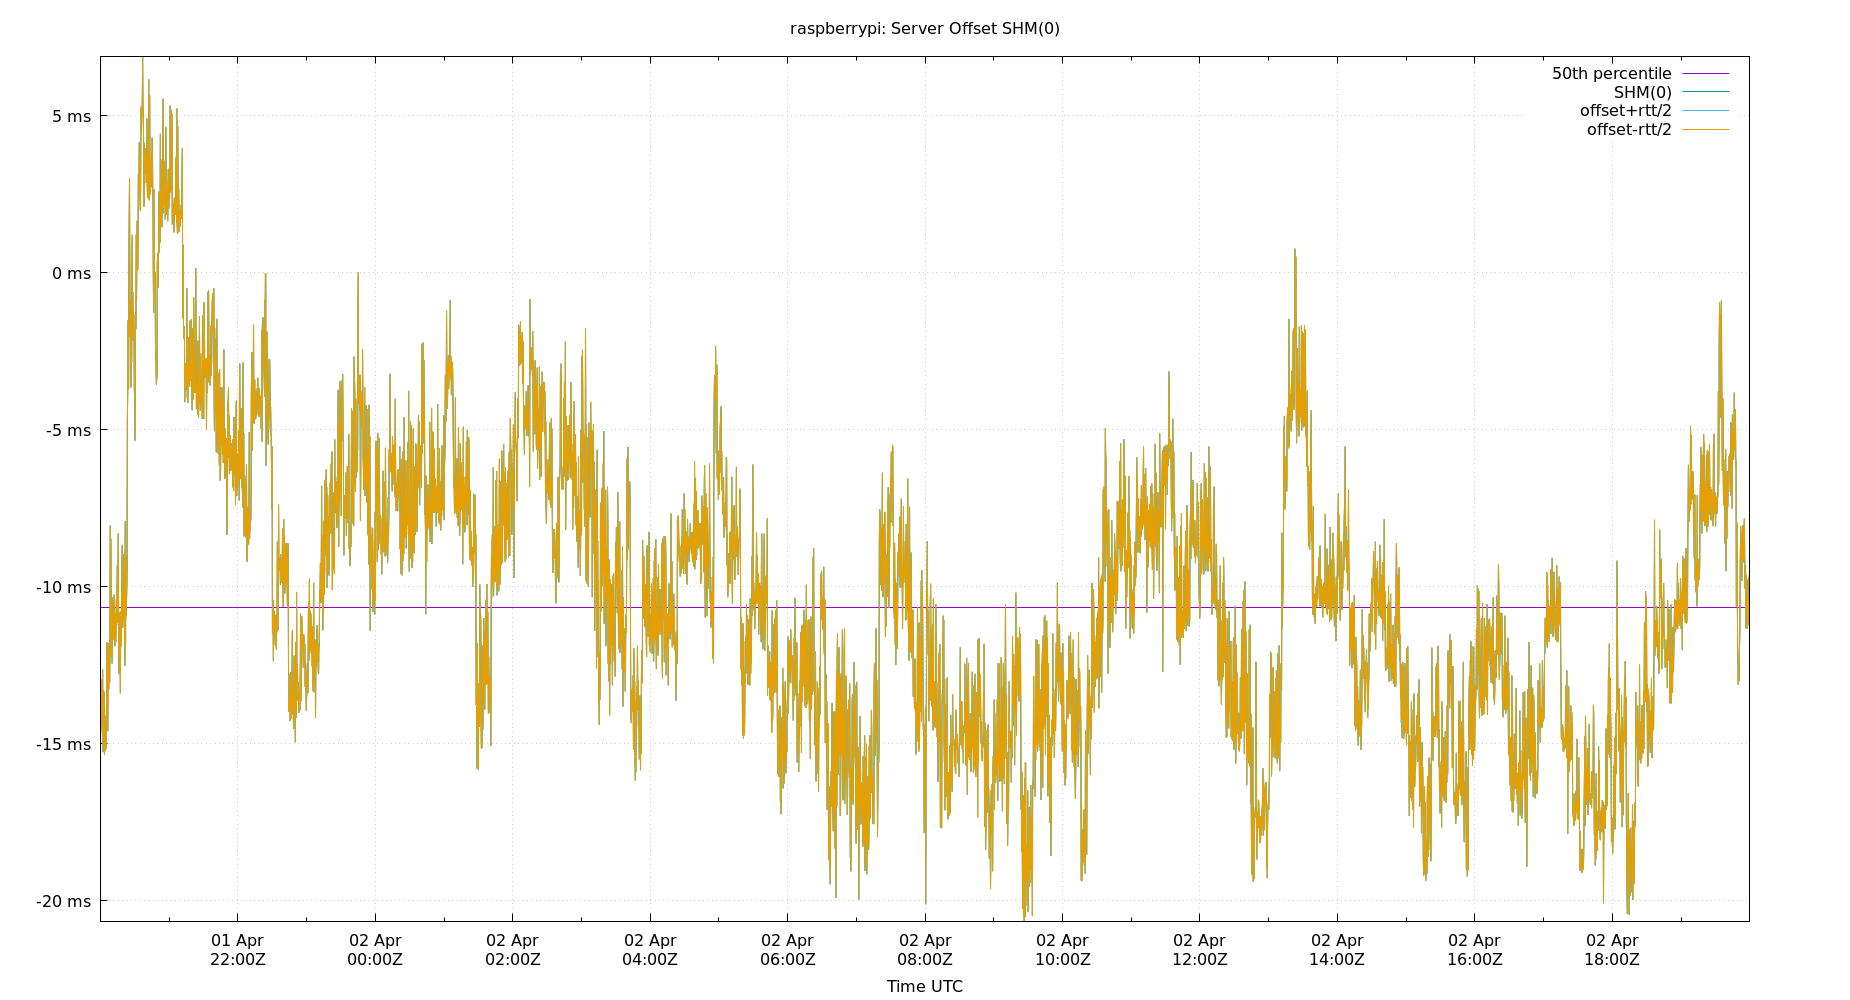 raspberrypi: Server Offset SHM(0)
50th percentile
SHM(0)
offset+rtt/2
offset-rtt/2
5 ms
0 ms
-5 ms
-10 ms
-15 ms
-20 ms
01 Apr 02 Apr 02 Apr 02 Apr 02 Apr 02 Apr 02 Apr 02 Apr 02 Apr 02 Apr 02 Apr
22:00Z 00:00Z 02:00Z 04:00Z 06:00Z 08:00Z 10:00Z 12:00Z 14:00Z 16:00Z 18:00Z
Time UTC